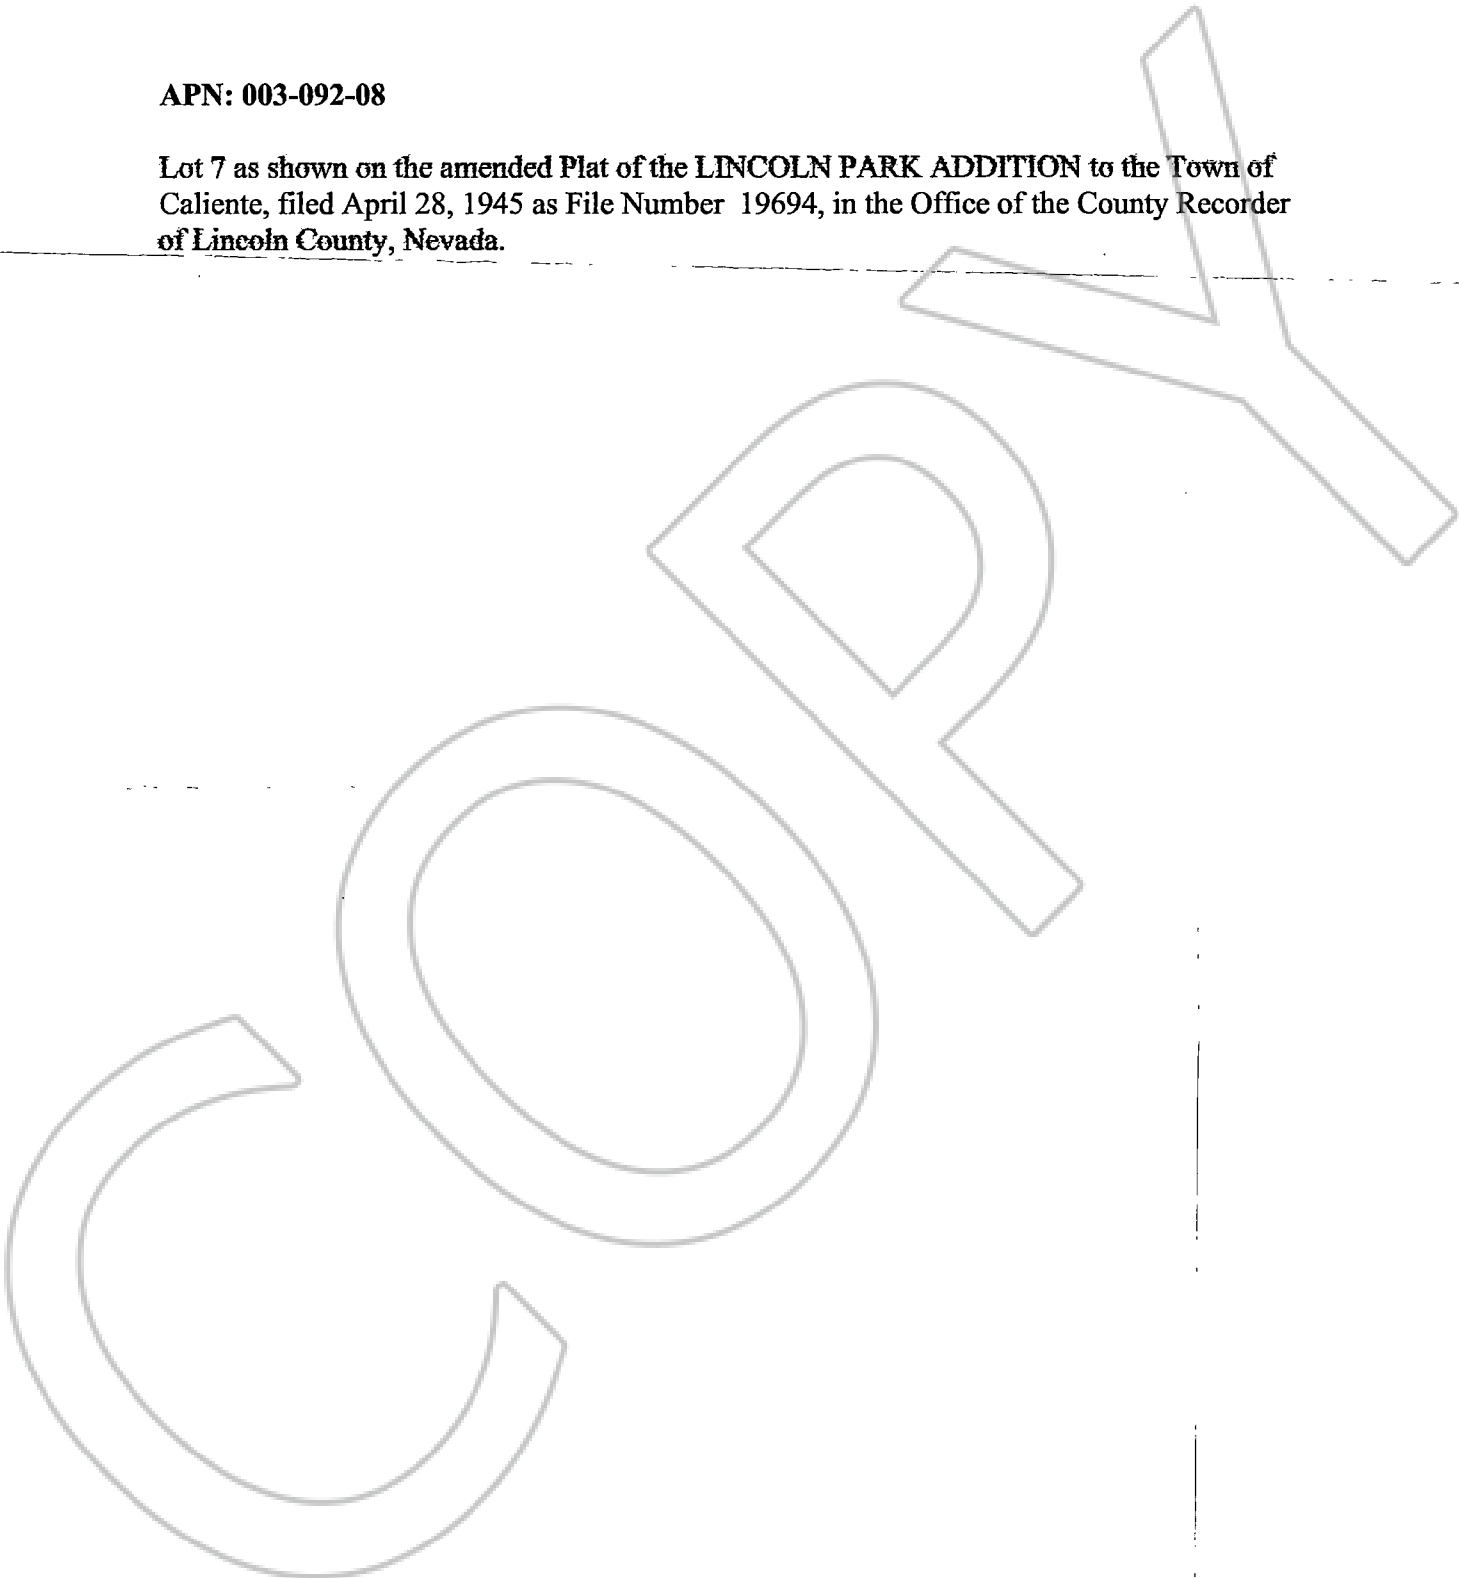 APN: 003-092-08
Lot 7 as shown on the amended Plat of the LINCOLN PARK ADDITION to the Town of
Caliente, filed April 28, 1945 as File Number 19694, in the Office of the County Recorder
of Lincoln County, Nevada.
COPY